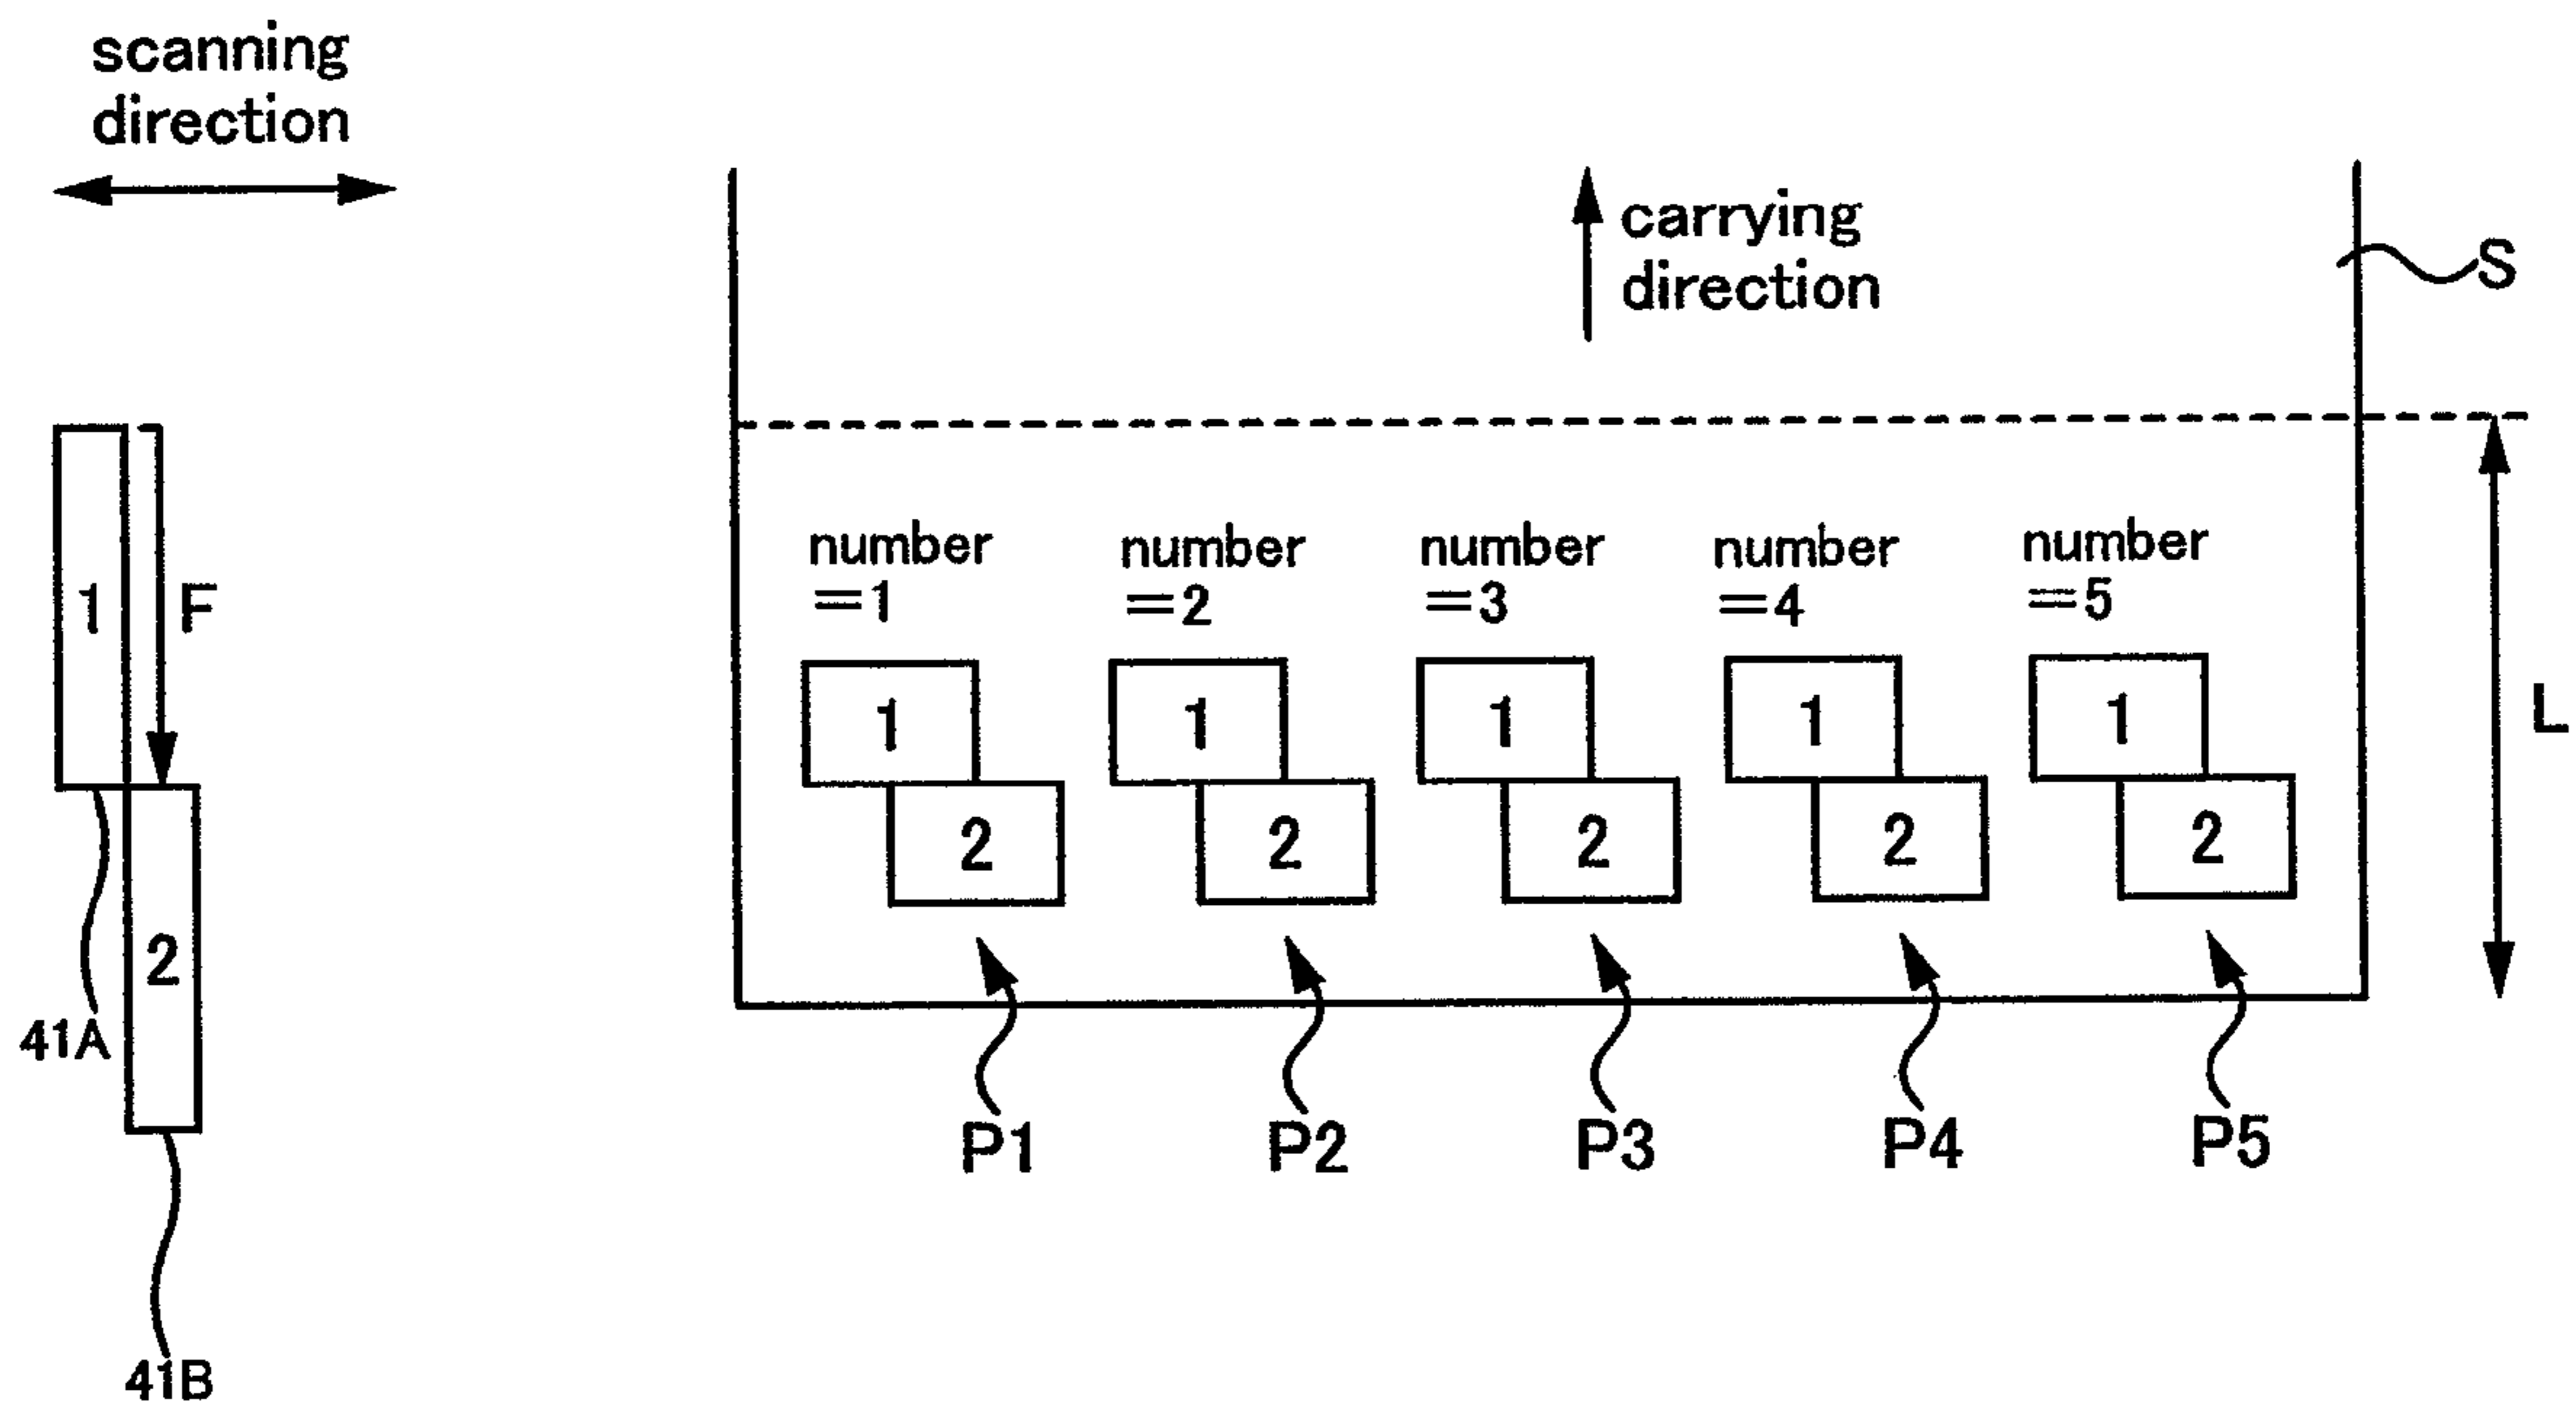 scanning
direction
carrying
direction
S
1
F
2
41A
41B
number
=1
number
=2
number
=3
number
=4
number
=5
1
1
1
1
1
2
2
2
2
2
L
P1
P2
P3
P4
P5